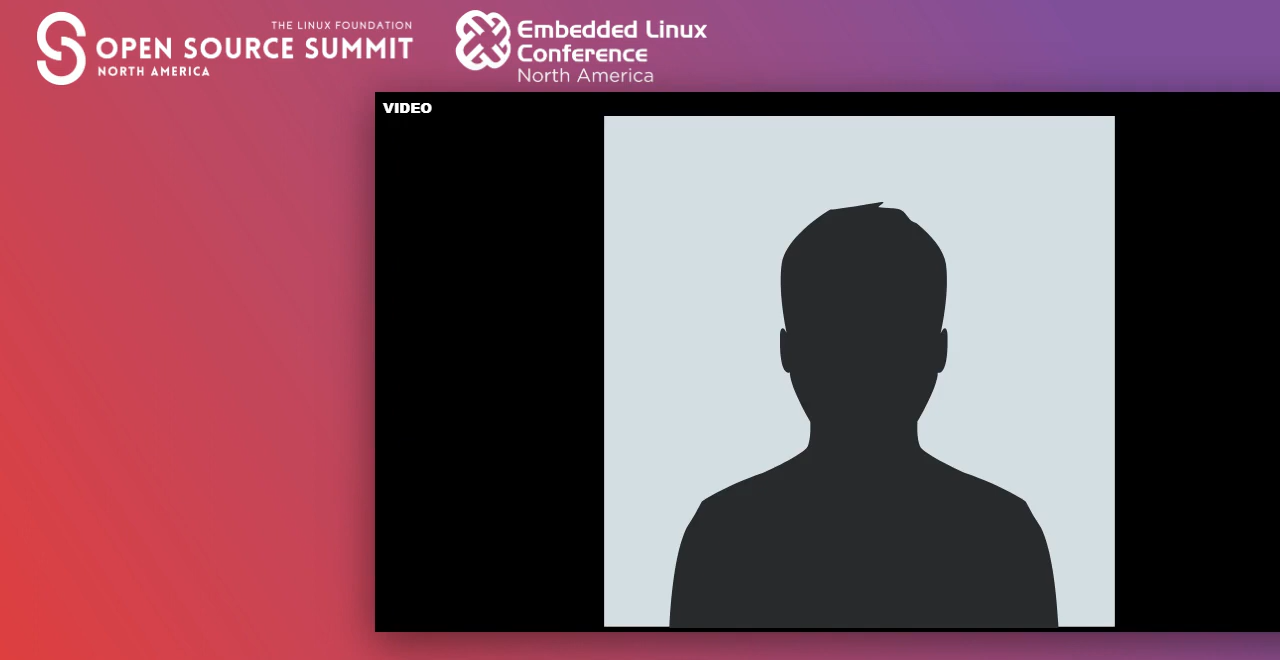 THE LINUX FOUNDATION
OPEN SOURCE SUMMIT
NORTH AMERICA
Embedded Linux
Conference
North America
VIDEO